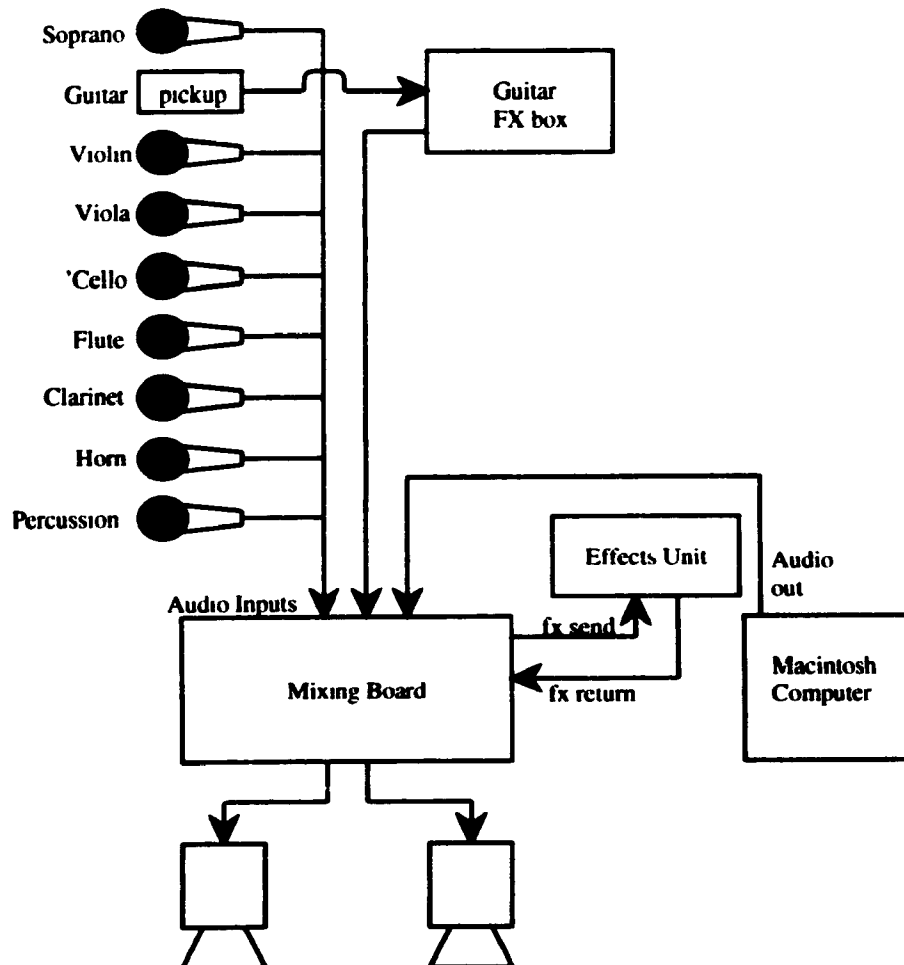 Soprano
Guitar
pickup
Guitar
FX box
Violin
Viola
'Cello
Flute
Clarinet
Horn
Percussion
Effects Unit
Audio
out
Audio Inputs
fx send
Mixing Board
fx return
Macintosh
Computer